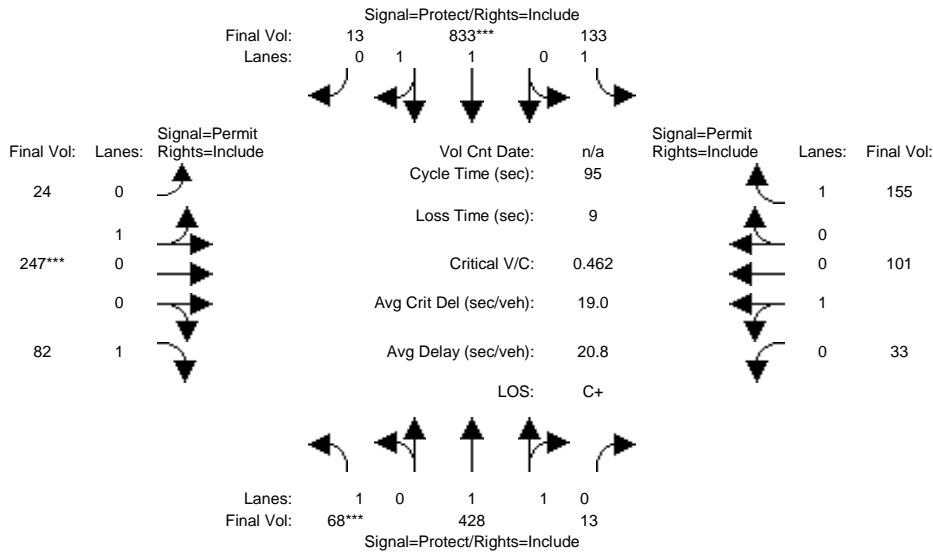 Signal=Protect/Rights=Include
Final Vol: 13 833*** 133
Lanes: 0 1 1 0 1
Signal=Permit
Final Vol: Lanes: Rights=Include
Vol Cnt Date: n/a
Signal=Permit
Rights=Include Lanes: Final Vol:
Cycle Time (sec): 95
24 0
1 155
Loss Time (sec): 9
1
0
247*** 0
Critical V/C: 0.462
0 101
0
Avg Crit Del (sec/veh): 19.0
1
82 1
Avg Delay (sec/veh): 20.8
0 33
LOS: C+
Lanes: 1 0 1 1 0
Final Vol: 68*** 428 13
Signal=Protect/Rights=Include